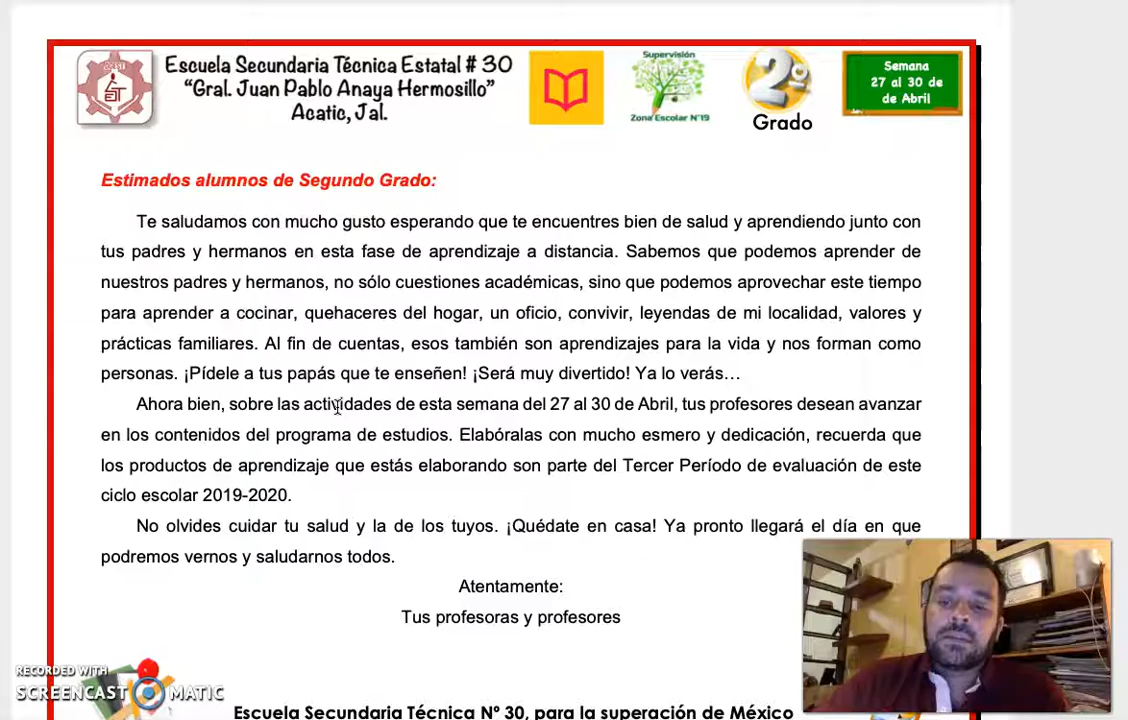 Escuela Secundaria Técnica Estatal # 30
“Gral. Juan Pablo Anaya Hermosillo”
Acatic, Jal.
Supervisión
Zona Escolar N°19
2º
Grado
Semana
27 al 30 de
de Abril
Estimados alumnos de Segundo Grado:
Te saludamos con mucho gusto esperando que te encuentres bien de salud y aprendiendo junto con
tus padres y hermanos en esta fase de aprendizaje a distancia. Sabemos que podemos aprender de
nuestros padres y hermanos, no sólo cuestiones académicas, sino que podemos aprovechar este tiempo
para aprender a cocinar, quehaceres del hogar, un oficio, convivir, leyendas de mi localidad, valores y
prácticas familiares. Al fin de cuentas, esos también son aprendizajes para la vida y nos forman como
personas. ¡Pídele a tus papás que te enseñen! ¡Será muy divertido! Ya lo verás…
Ahora bien, sobre las actividades de esta semana del 27 al 30 de Abril, tus profesores desean avanzar
en los contenidos del programa de estudios. Elabóralas con mucho esmero y dedicación, recuerda que
los productos de aprendizaje que estás elaborando son parte del Tercer Período de evaluación de este
ciclo escolar 2019-2020.
No olvides cuidar tu salud y la de los tuyos. ¡Quédate en casa! Ya pronto llegará el día en que
podremos vernos y saludarnos todos.
Atentamente:
Tus profesoras y profesores
RECORDED WITH
SCREENCAST MATIC
Escuela Secundaria Técnica Nº 30, para la superación de México